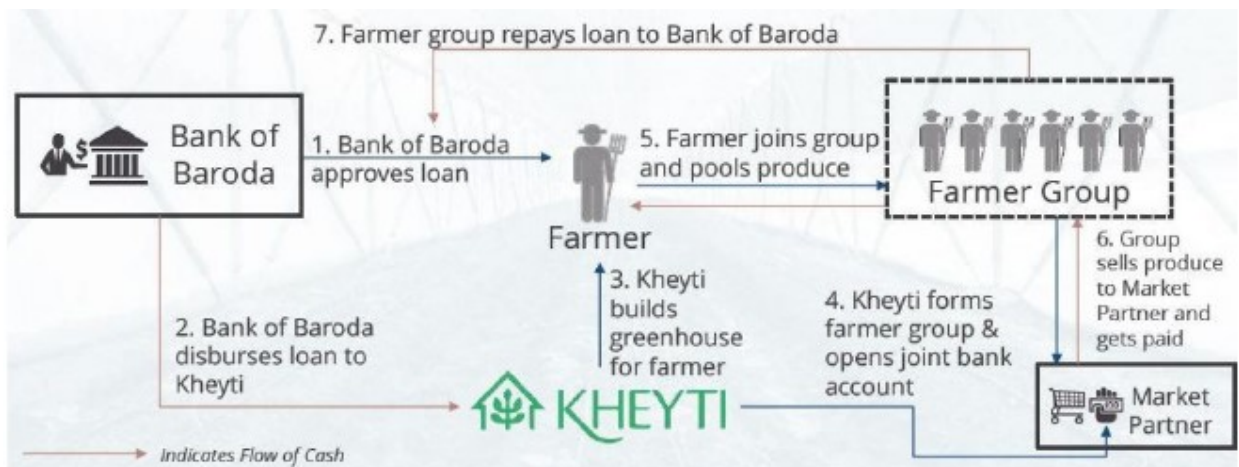 7. Farmer group repays loan to Bank of Baroda
Bank of
Baroda
$
1. Bank of Baroda
approves loan
Farmer
5. Farmer joins group
and pools produce
Farmer Group
2. Bank of Baroda
disburses loan to
Kheyti
3. Kheyti
builds
greenhouse
for farmer
KHEYTI
4. Kheyti forms
farmer group &
opens joint bank
account
6. Group
sells produce
to Market
Partner and
gets paid
Market
Partner
Indicates Flow of Cash